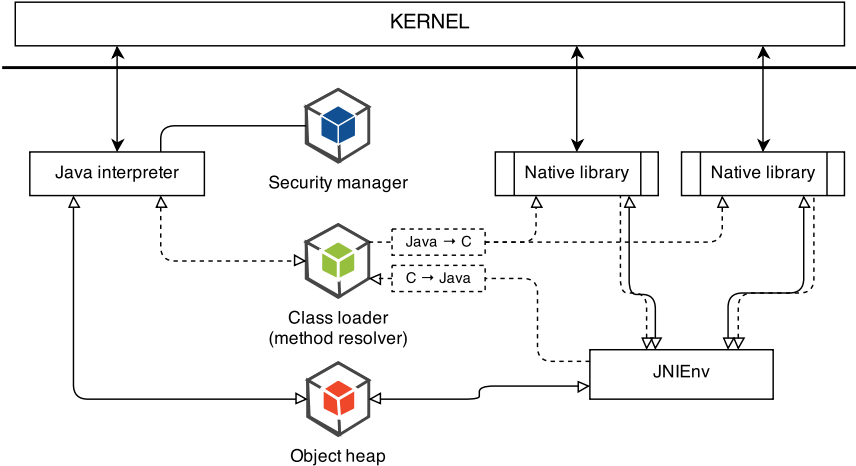 KERNEL
Java interpreter
Security manager
Native library
Native library
Java → C
C → Java
Class loader
(method resolver)
JNIEnv
Object heap